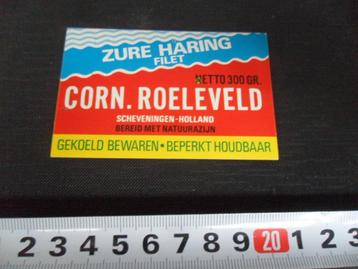 ZURE HARING
FILET
NETTO 300 GR.
CORN. ROELEVELD
SCHEVENINGEN-HOLLAND
BEREID MET NATUURAZIJN
GEKOELD BEWAREN • BEPERKT HOUDBAAR
1 2 3 4 5 6 7 8 9 20 1 2 3